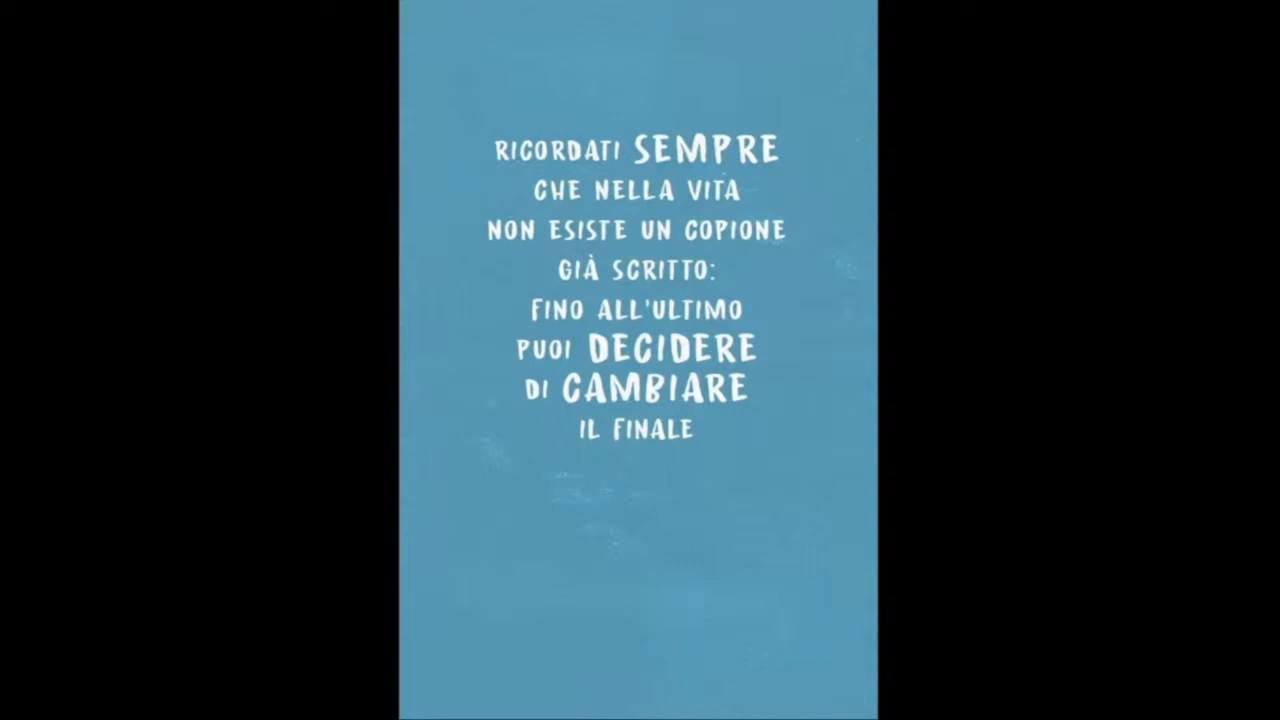 RICORDATI SEMPRE
CHE NELLA VITA
NON ESISTE UN COPIONE
GIÀ SCRITTO:
FINO ALL'ULTIMO
PUOI DECIDERE
DI CAMBIARE
IL FINALE